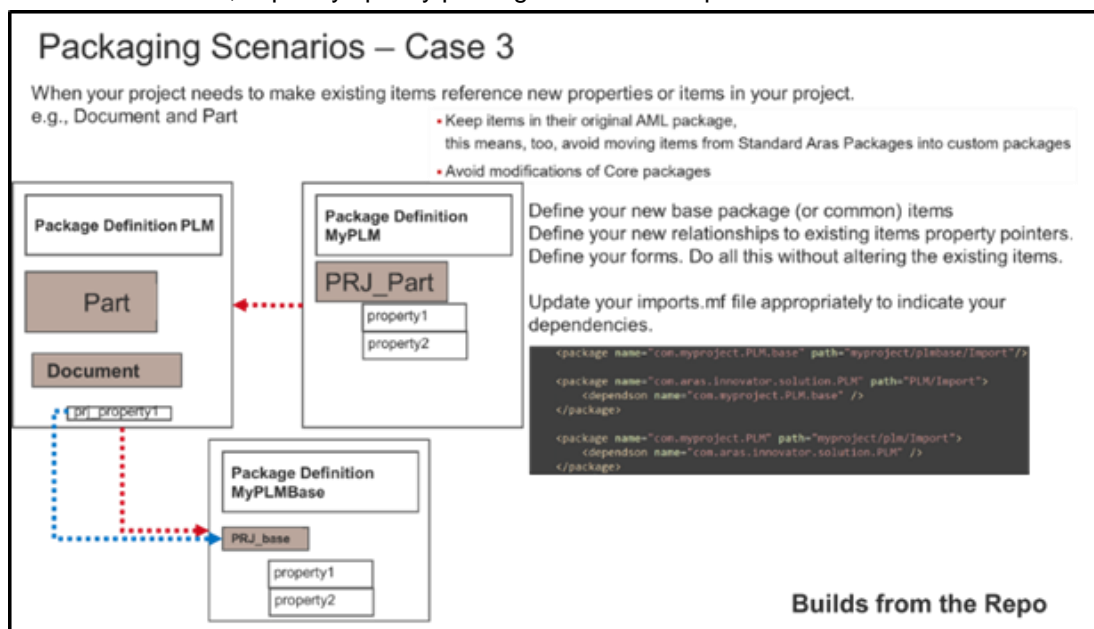 Packaging Scenarios – Case 3
When your project needs to make existing items reference new properties or items in your project.
e.g., Document and Part
▪ Keep items in their original AML package,
this means, too, avoid moving items from Standard Aras Packages into custom packages
▪ Avoid modifications of Core packages
Package Definition PLM
Part
Document
prj_property1
Package Definition
MyPLM
PRJ_Part
property1
property2
Package Definition
MyPLMBase
PRJ_base
property1
property2
Define your new base package (or common) items
Define your new relationships to existing items property pointers.
Define your forms. Do all this without altering the existing items.
Update your imports.mf file appropriately to indicate your
dependencies.
<package name="com.myproject.PLM.base" path="myproject/plmbase/Import"/>
<package name="com.aras.innovator.solution.PLM" path="PLM/Import">
<dependson name="com.myproject.PLM.base" />
</package>
<package name="com.myproject.PLM" path="myproject/plm/Import">
<dependson name="com.aras.innovator.solution.PLM" />
</package>
Builds from the Repo